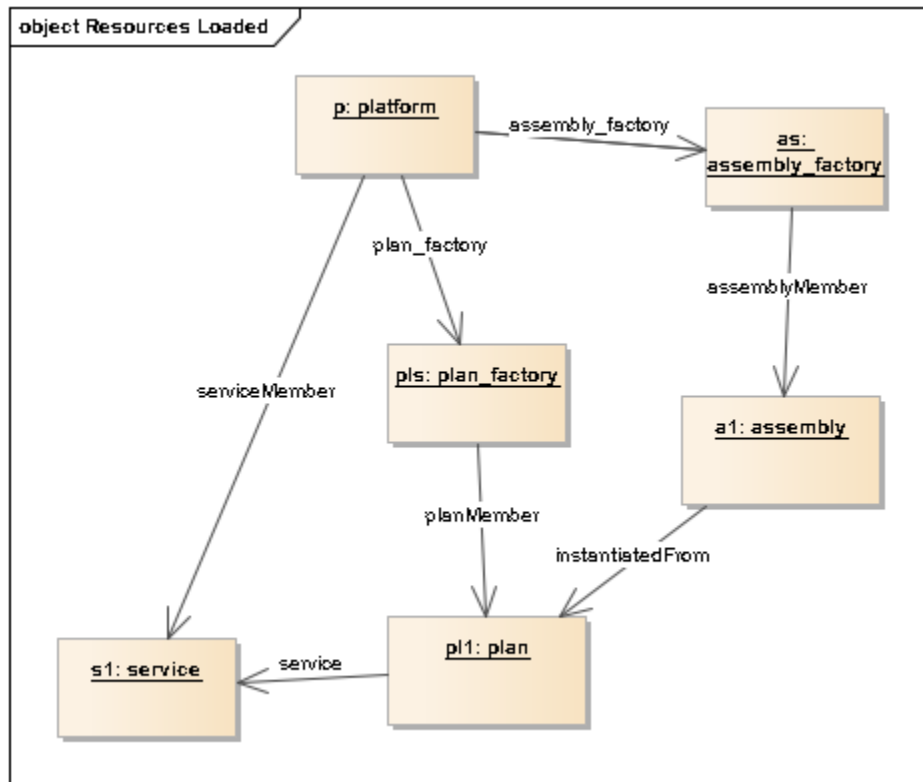 object Resources Loaded
p: platform
assembly_factory
as:
assembly_factory
plan_factory
assemblyMember
pls: plan_factory
serviceMember
a1: assembly
planMember
instantiatedFrom
pl1: plan
service
s1: service